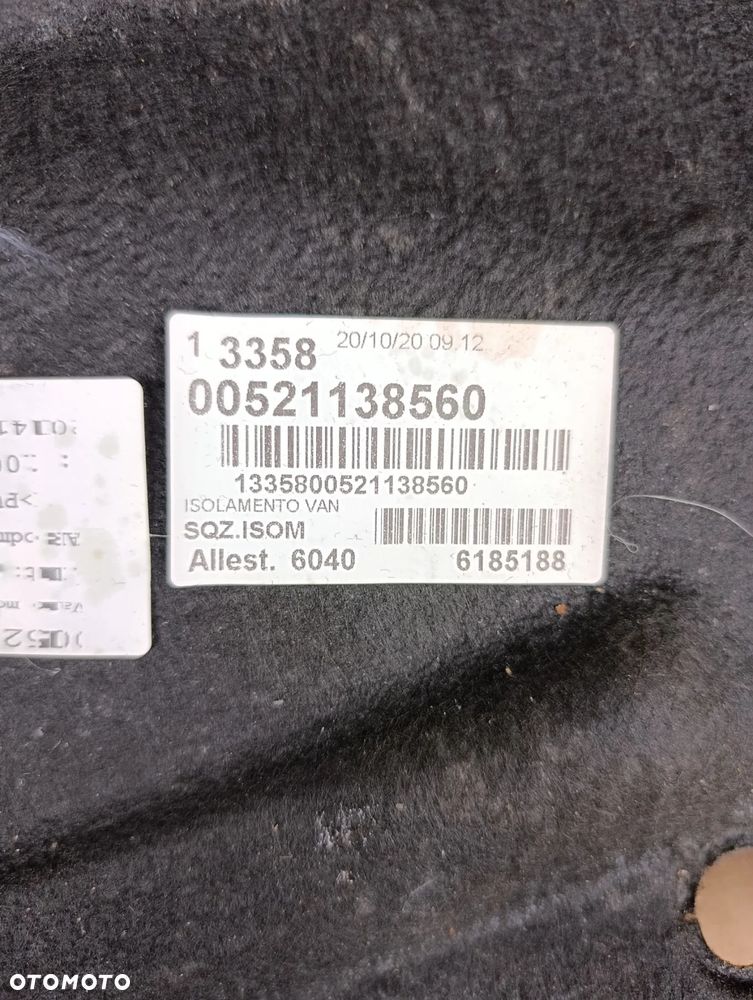 1 3358 20/10/20 09.12
00521138560
1335800521138560
ISOLAMENTO VAN
SQZ.ISOM
Allest. 6040 6185188
OTOMOTO